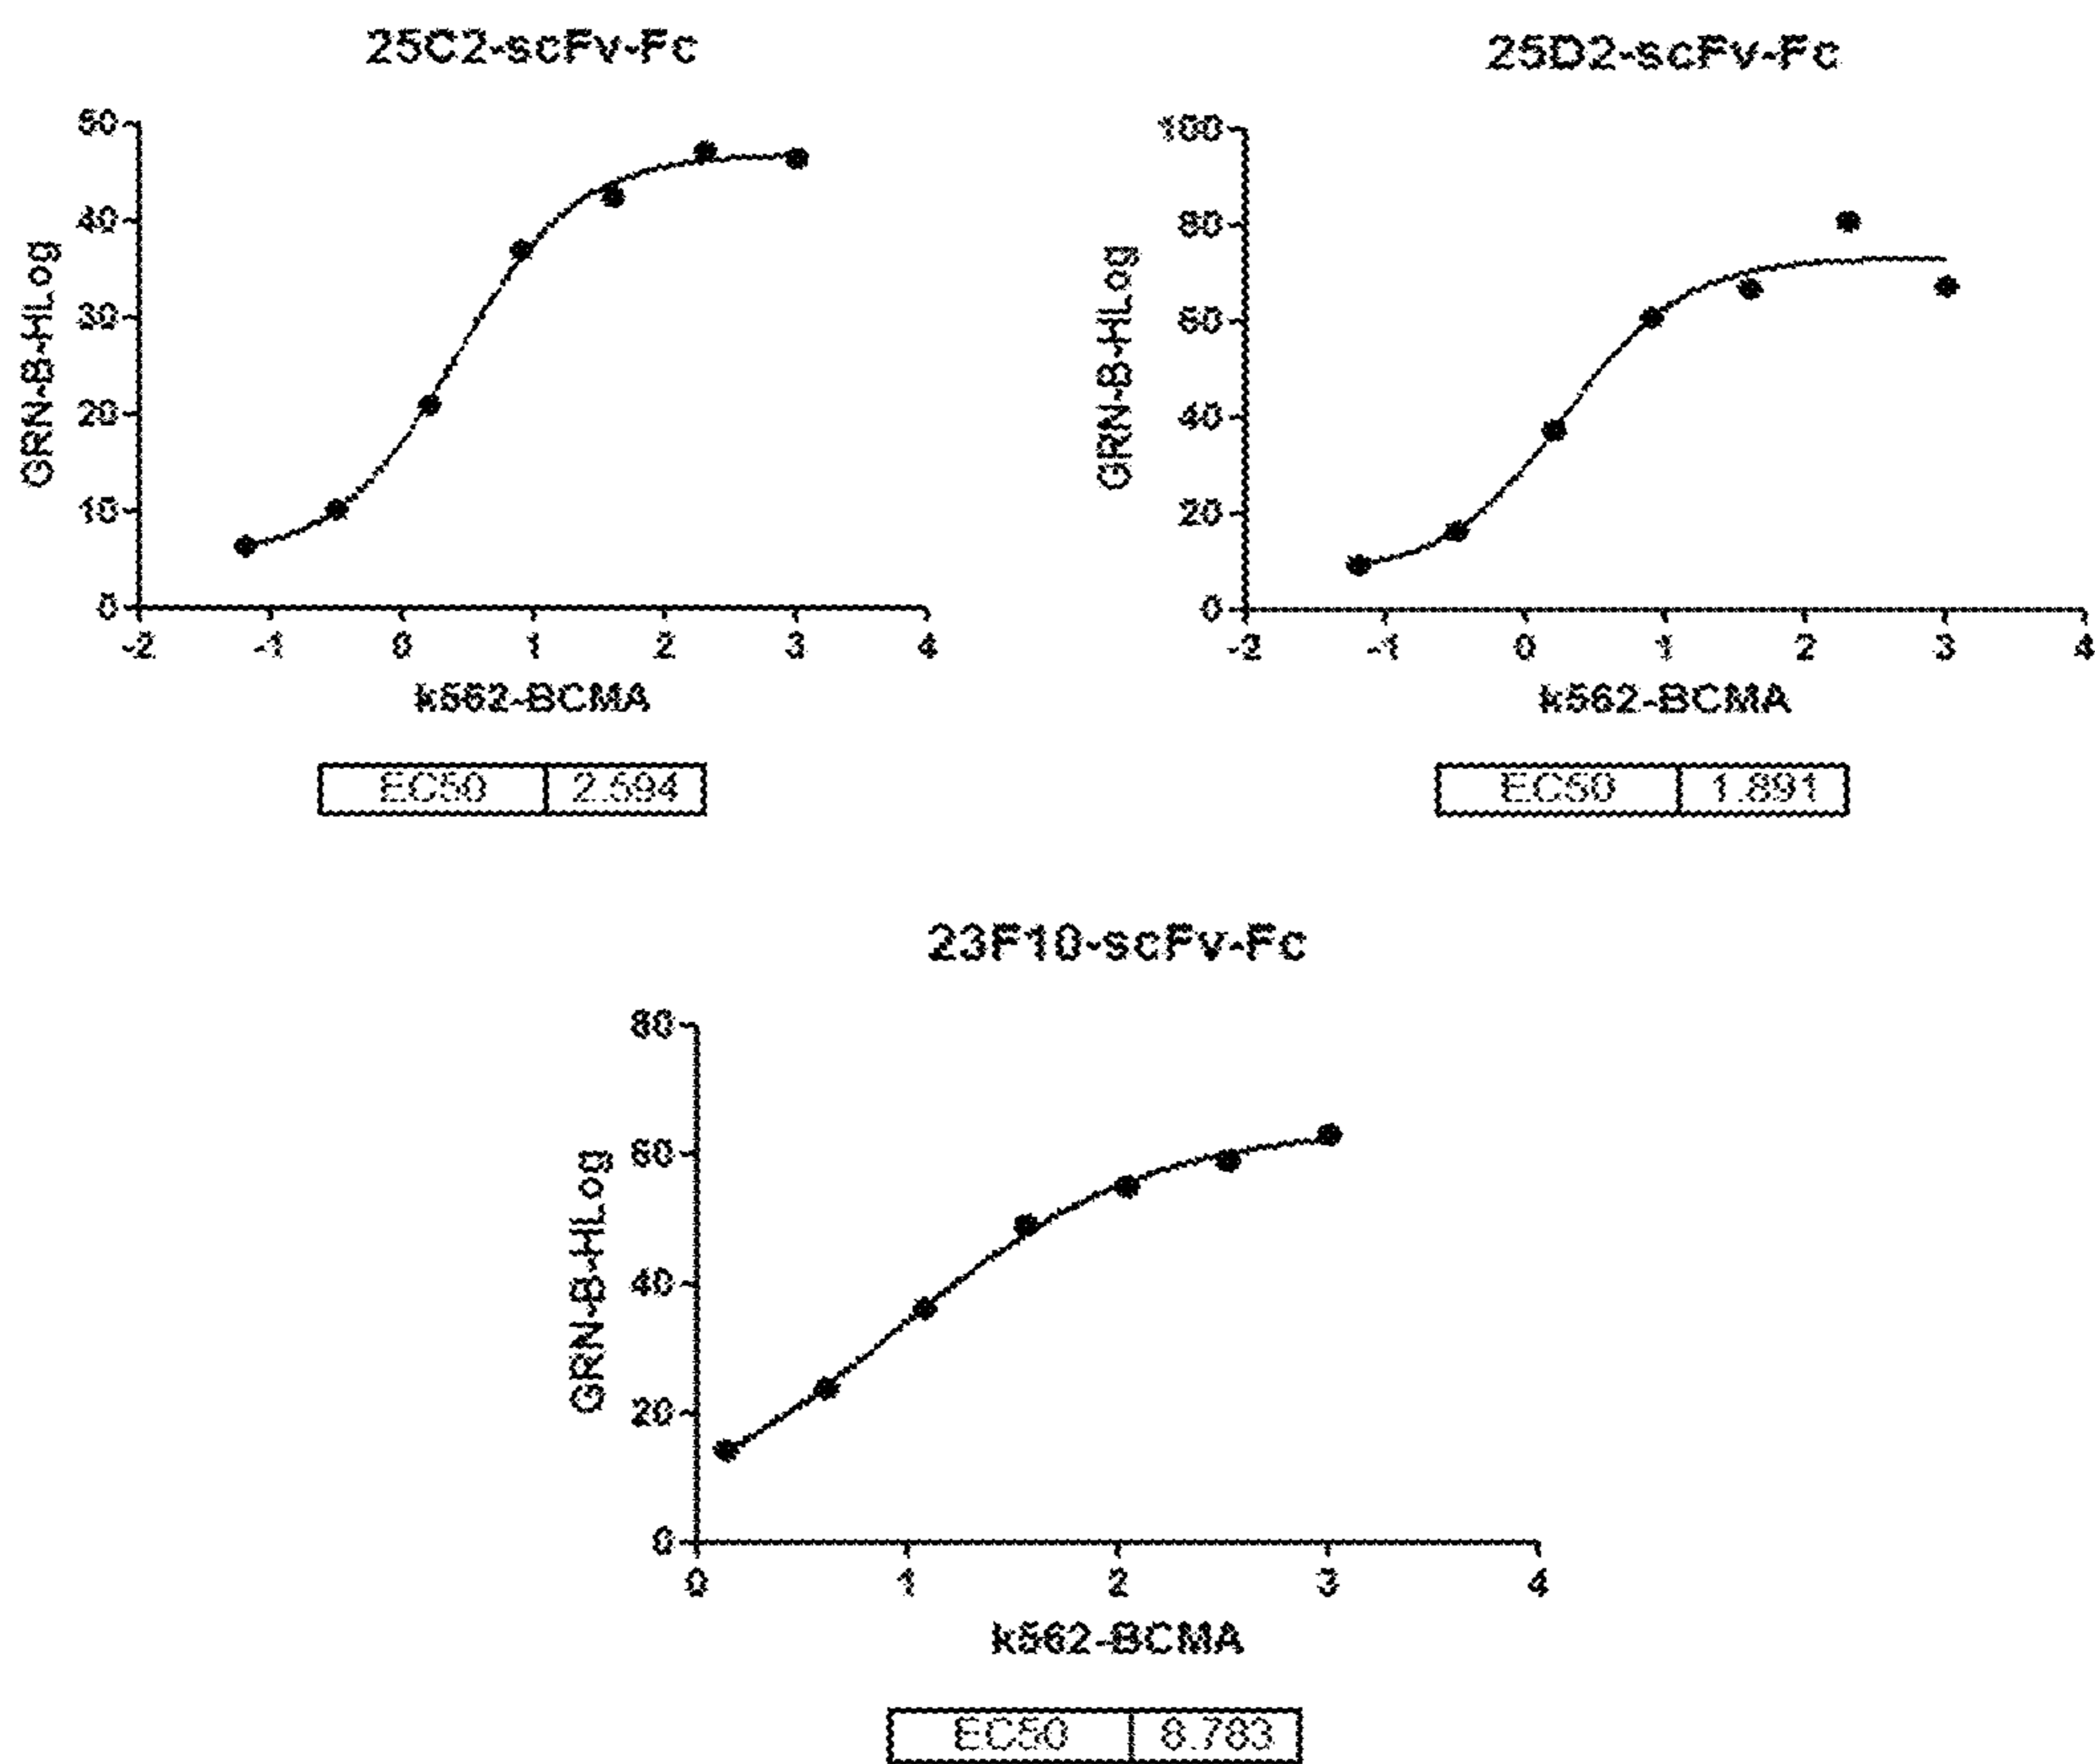 25C2-scFv-Fc
GRN-B-HLog
50
40
30
20
10
0
-2 -1 0 1 2 3 4
k562-BCMA
EC50 2.594
25D2-scFv-Fc
GRN-B-HLog
100
80
60
40
20
0
-2 -1 0 1 2 3 4
k562-BCMA
EC50 1.891
23F10-scFv-Fc
GRN-B-HLog
80
60
40
20
0
0 1 2 3 4
k562-BCMA
EC50 8.783